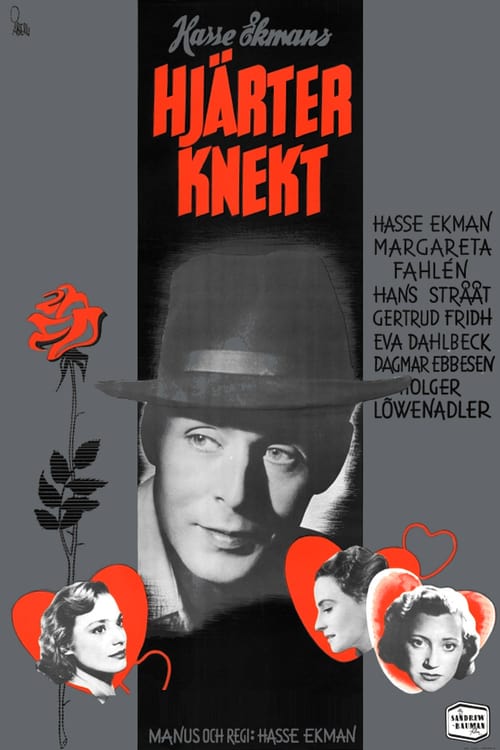 Hasse Ekmans
HJÄRTER
KNEKT
HASSE EKMAN
MARGARETA
FAHLÉN
HANS STRÅÅT
GERTRUD FRIDH
EVA DAHLBECK
DAGMAR EBBESEN
HOLGER
LÖWENADLER
MANUS OCH REGI: HASSE EKMAN
SANDREW
-BAUMAN
film